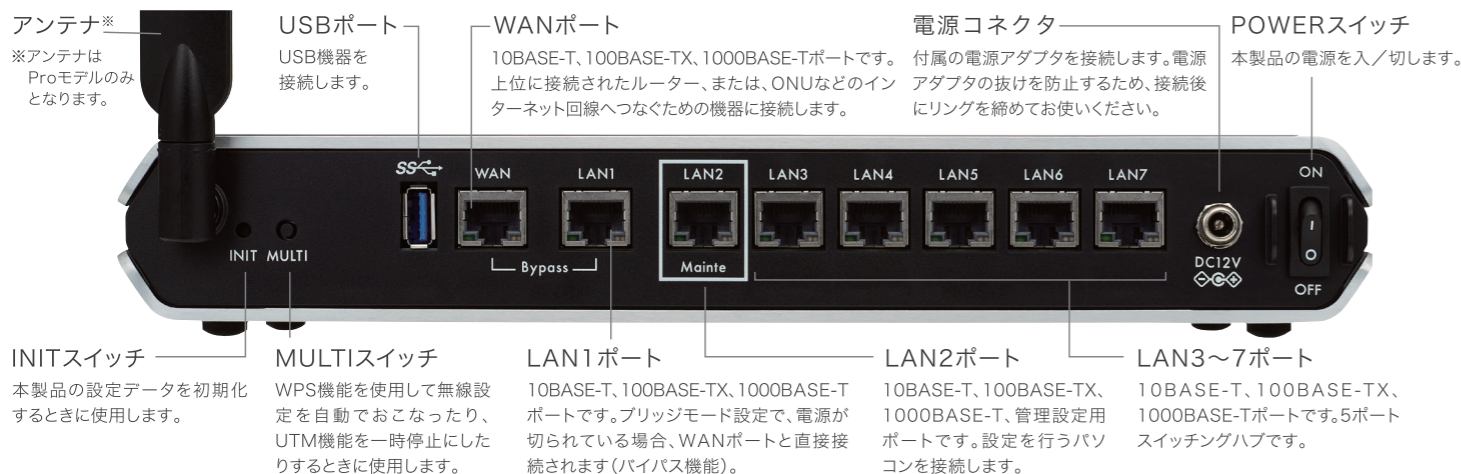 アンテナ※
※アンテナは
Proモデルのみ
となります。
USBポート
USB機器を
接続します。
WANポート
10BASE-T、100BASE-TX、1000BASE-Tポートです。
上位に接続されたルーター、または、ONUなどのイン
ターネット回線へつなぐための機器に接続します。
電源コネクタ
付属の電源アダプタを接続します。電源
アダプタの抜けを防止するため、接続後
にリングを締めてお使いください。
POWERスイッチ
本製品の電源を入／切します。
SS
WAN
LAN1
LAN2
LAN3
LAN4
LAN5
LAN6
LAN7
ON
INIT
MULTI
Bypass
Mainte
DC12V
OFF
INITスイッチ
本製品の設定データを初期化
するときに使用します。
MULTIスイッチ
WPS機能を使用して無線設
定を自動でおこなったり、
UTM機能を一時停止にした
りするときに使用します。
LAN1ポート
10BASE-T、100BASE-TX、1000BASE-T
ポートです。ブリッジモード設定で、電源が
切られている場合、WANポートと直接接
続されます（バイパス機能）。
LAN2ポート
10BASE-T、100BASE-TX、
1000BASE-T、管理設定用
ポートです。設定を行うパソ
コンを接続します。
LAN3〜7ポート
10BASE-T、100BASE-TX、
1000BASE-Tポートです。5ポート
スイッチングハブです。